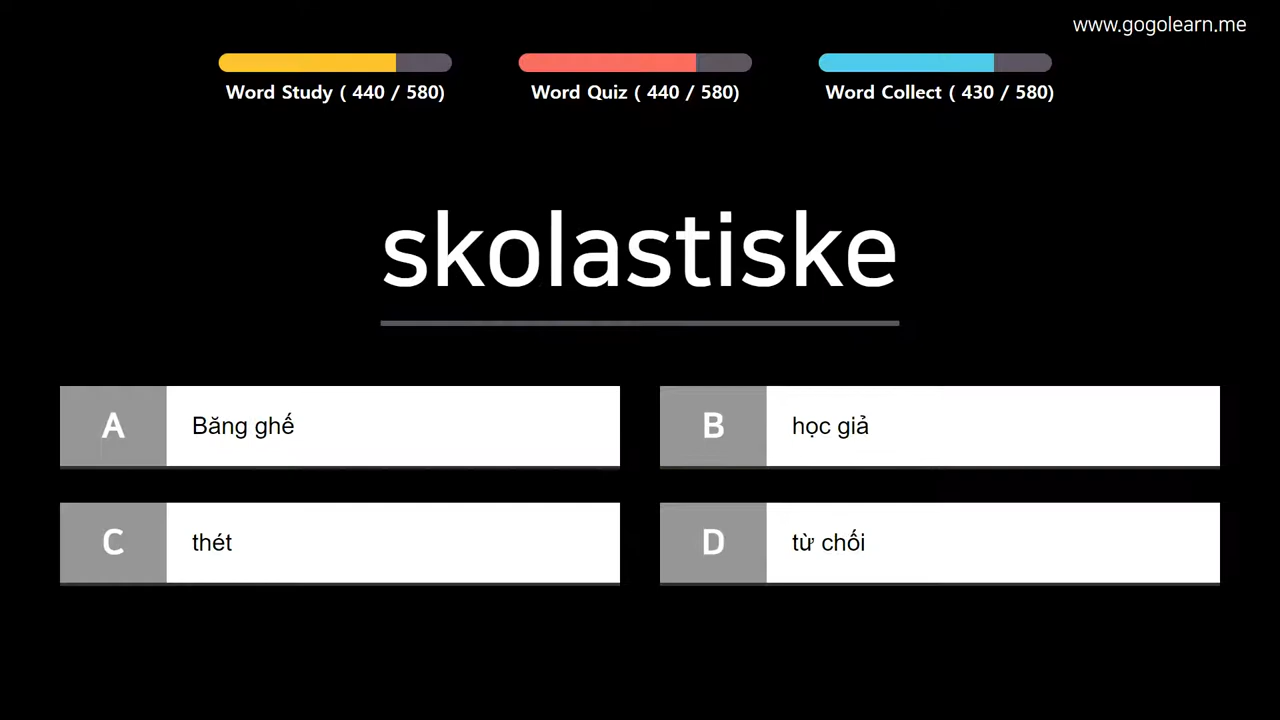 www.gogolearn.me
Word Study ( 440 / 580)
Word Quiz ( 440 / 580)
Word Collect ( 430 / 580)
skolastiske
A Băng ghế
B học giả
C thét
D từ chối